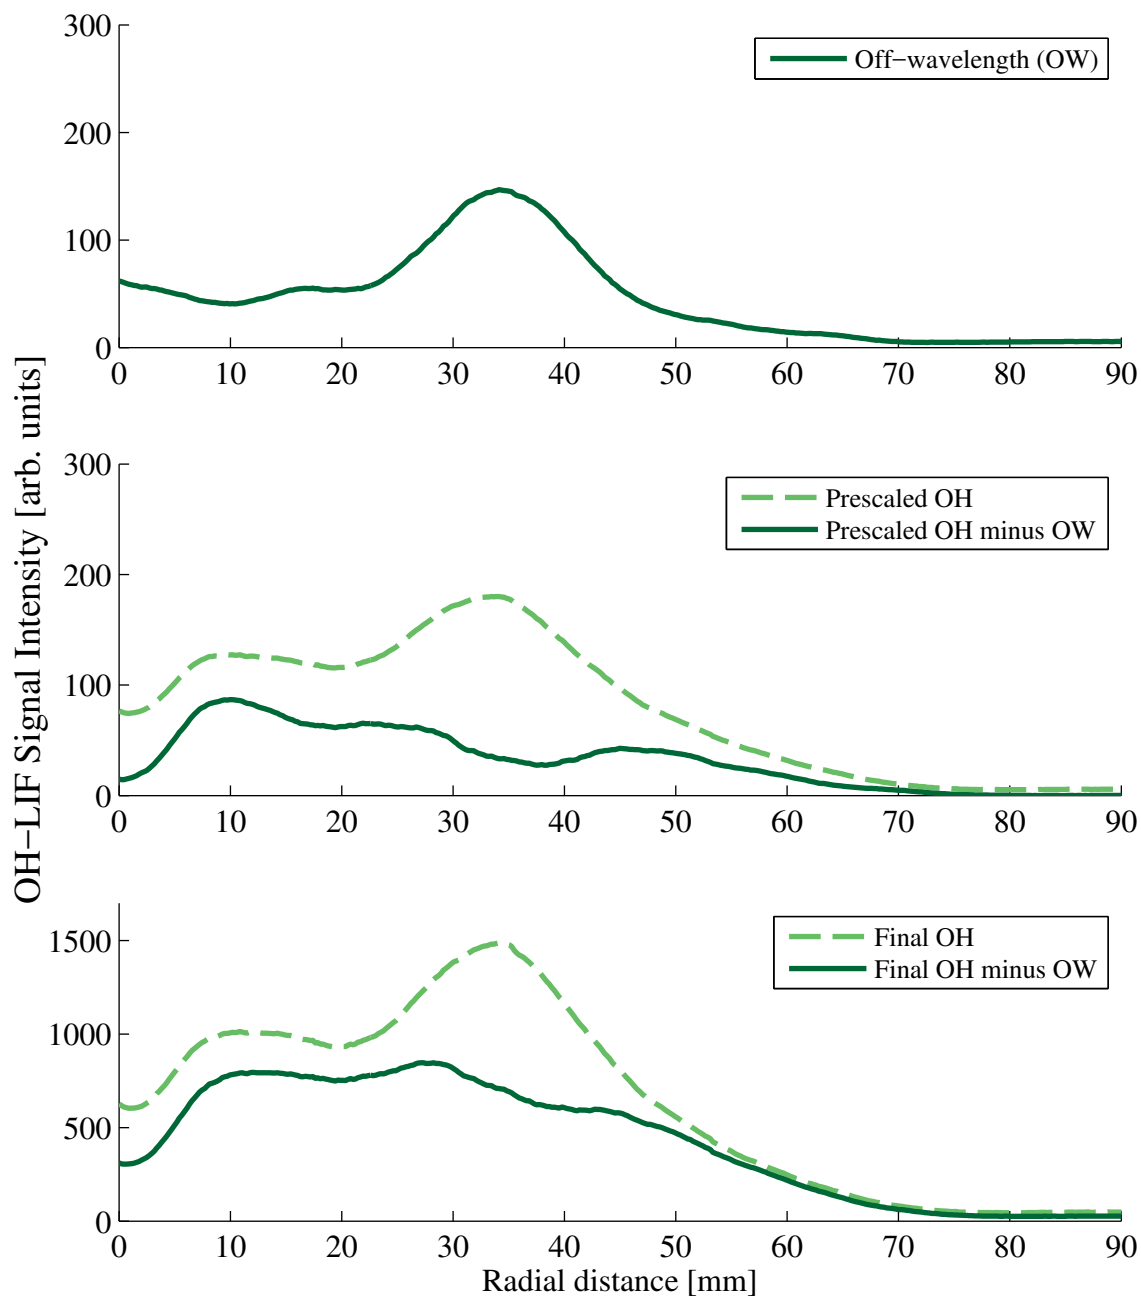 OH−LIF Signal Intensity [arb. units]
300
200
100
0
0 10 20 30 40 50 60 70 80 90
Off−wavelength (OW)
300
200
100
0
0 10 20 30 40 50 60 70 80 90
Prescaled OH
Prescaled OH minus OW
1500
1000
500
0
0 10 20 30 40 50 60 70 80 90
Final OH
Final OH minus OW
Radial distance [mm]